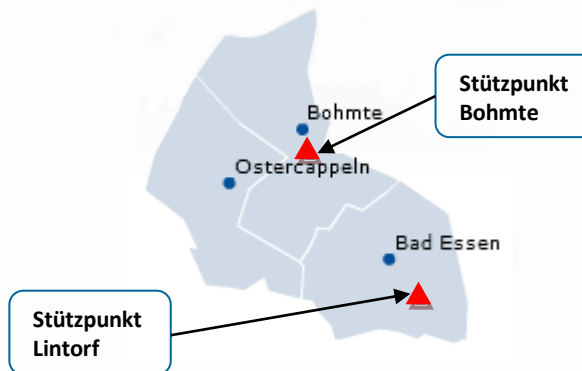 Stützpunkt
Bohmte
Bohmte
Ostercappeln
Bad Essen
Stützpunkt
Lintorf